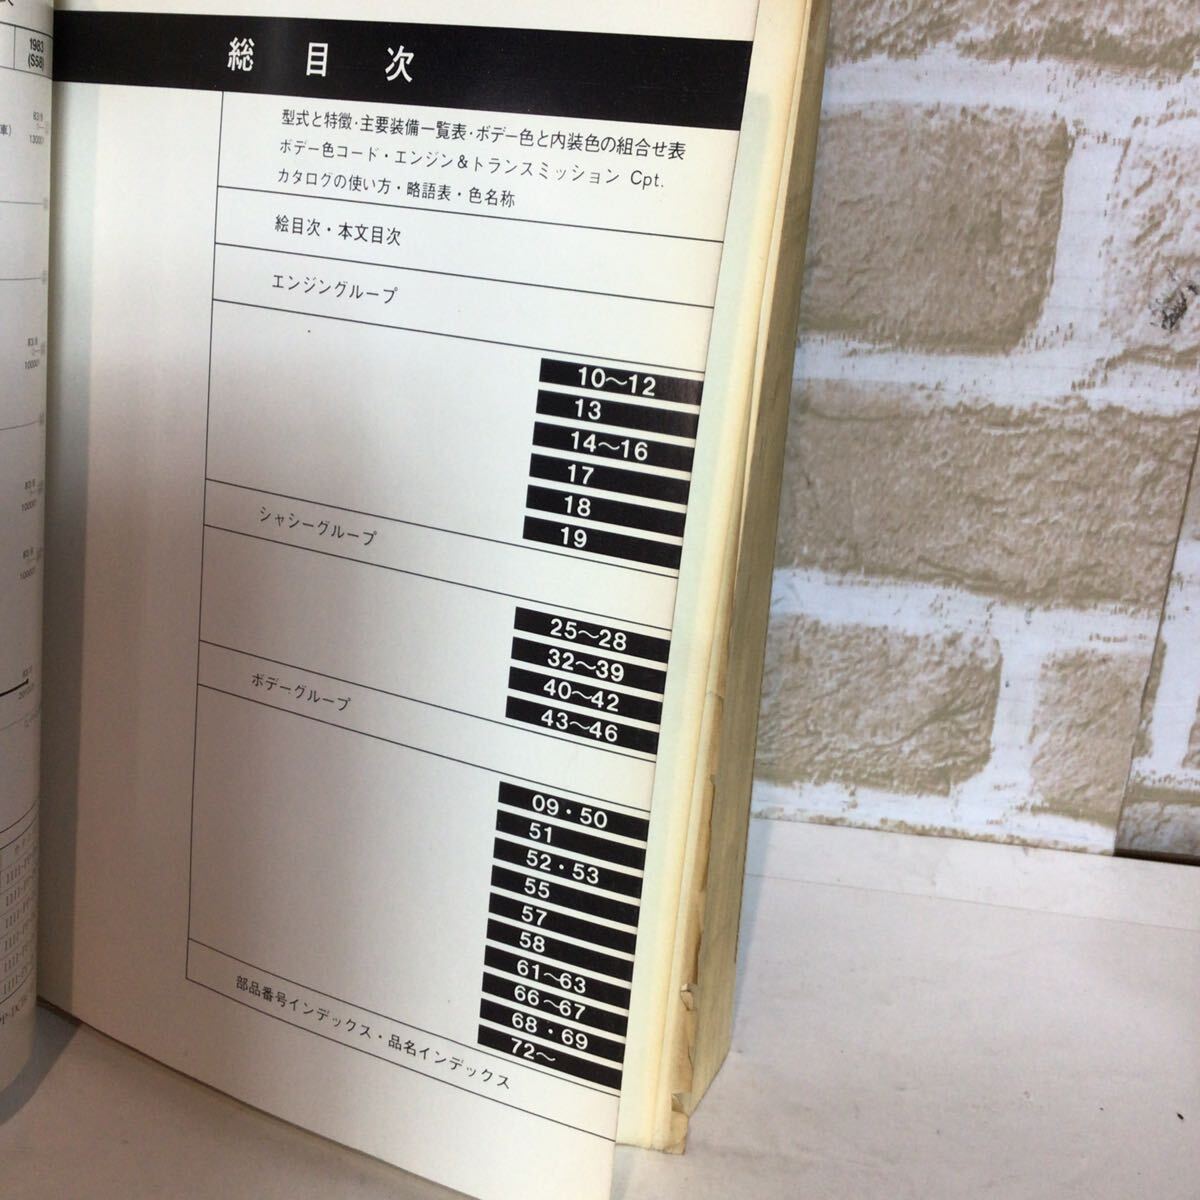 1983
(S58)
総目次
型式と特徴・主要装備一覧表・ボデー色と内装色の組合せ表
ボデー色コード・エンジン&トランスミッション Cpt.
カタログの使い方・略語表・色名称
絵目次・本文目次
エンジングループ
10〜12
13
14〜16
17
18
19
シャシーグループ
25〜28
32〜39
40〜42
43〜46
ボデーグループ
09・50
51
52・53
55
57
58
61〜63
66〜67
68・69
72〜
部品番号インデックス・品名インデックス